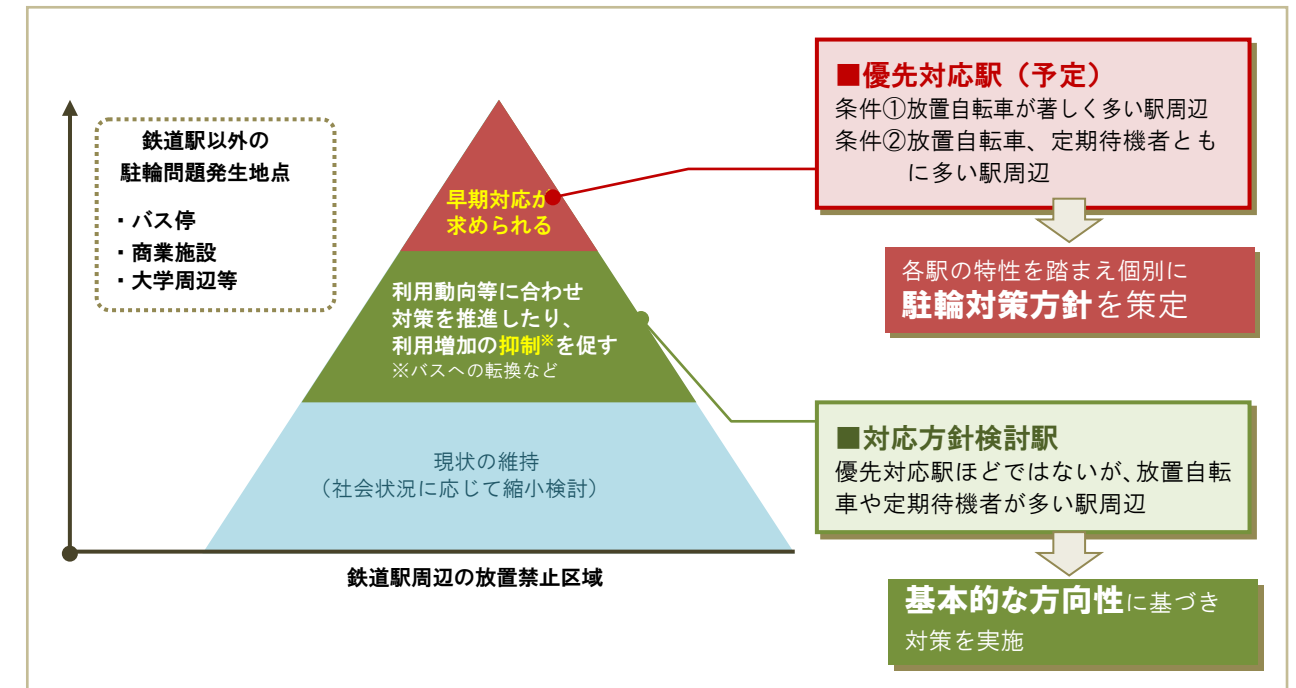 鉄道駅以外の
駐輪問題発生地点
・バス停
・商業施設
・大学周辺等
早期対応が
求められる
利用動向等に合わせ
対策を推進したり、
利用増加の抑制※を促す
※バスへの転換など
現状の維持
（社会状況に応じて縮小検討）
鉄道駅周辺の放置禁止区域
■優先対応駅（予定）
条件①放置自転車が著しく多い駅周辺
条件②放置自転車、定期待機者とも
に多い駅周辺
各駅の特性を踏まえ個別に
駐輪対策方針を策定
■対応方針検討駅
優先対応駅ほどではないが、放置自転
車や定期待機者が多い駅周辺
基本的な方向性に基づき
対策を実施